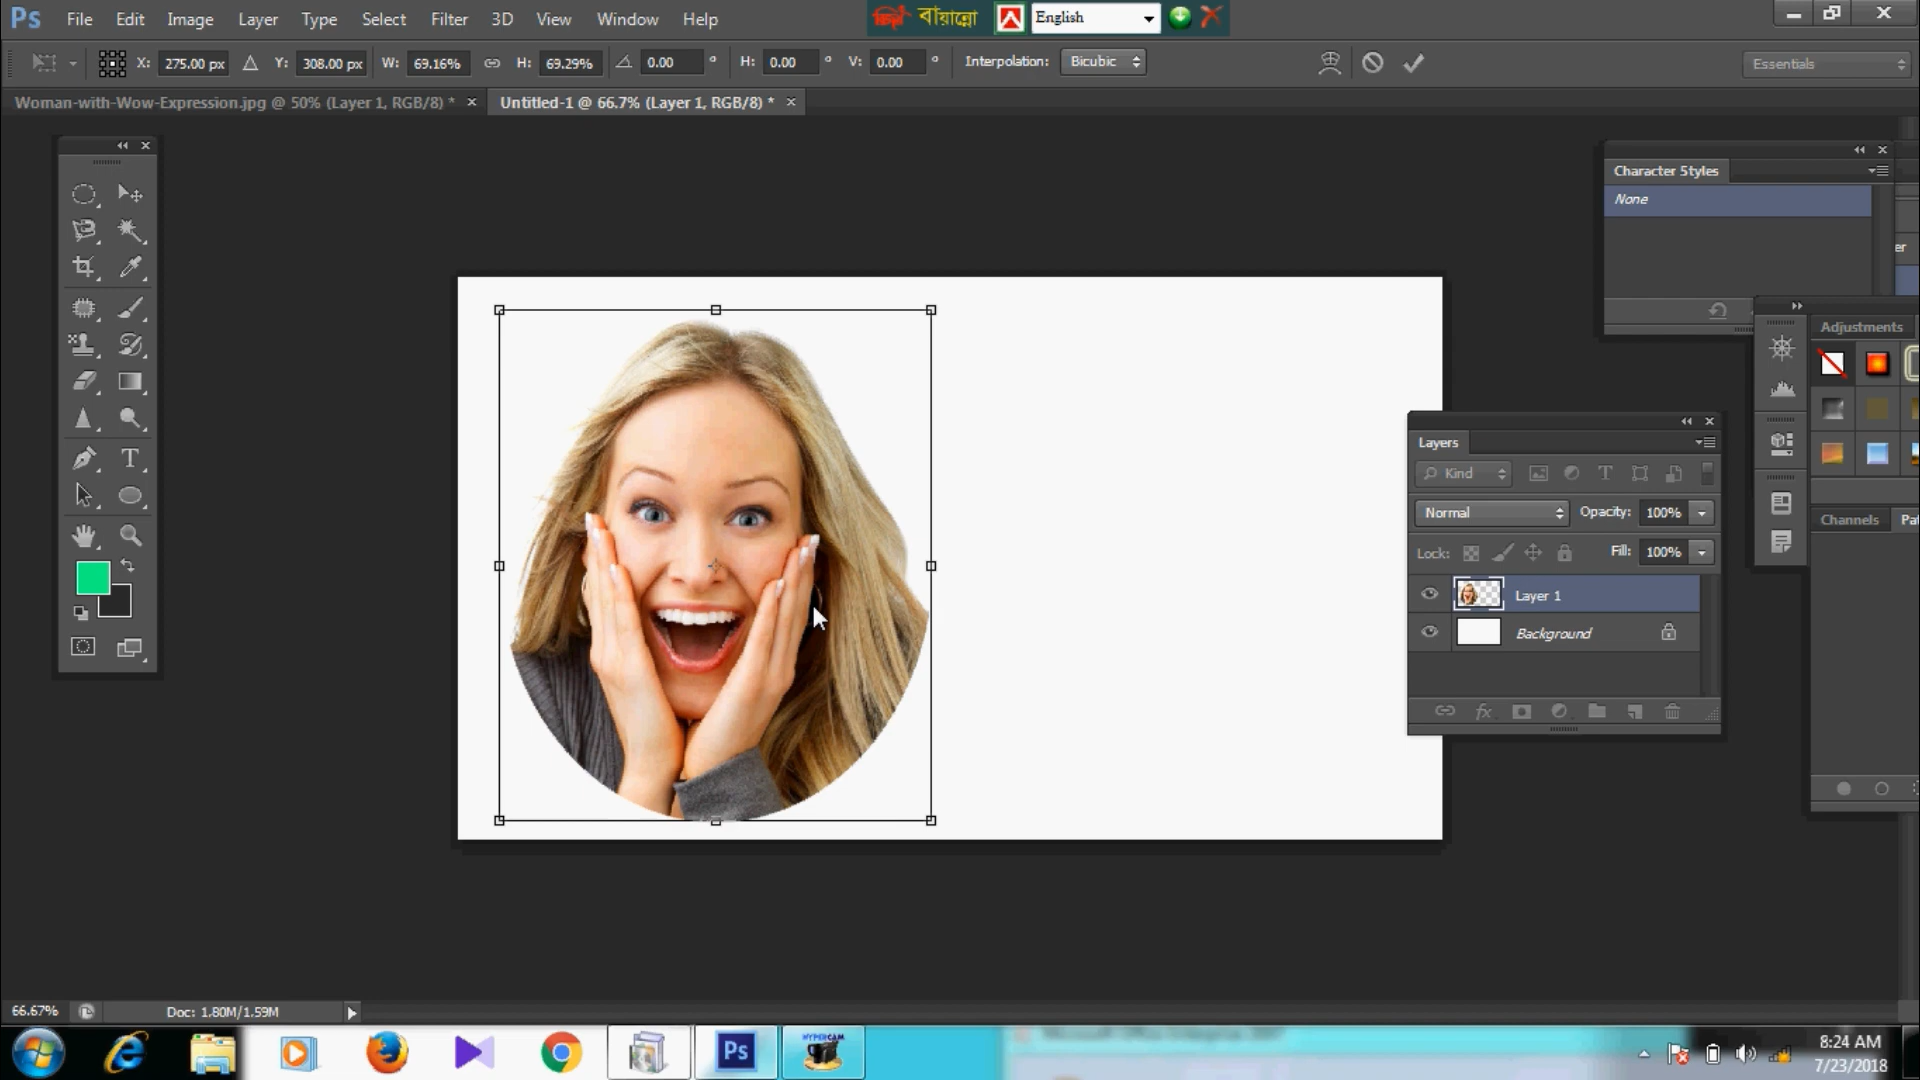 Ps File Edit Image Layer Type Select Filter 3D View Window Help
বায়ান্নো English
X: 275.00 px Y: 308.00 px W: 69.16% H: 69.29% 0.00 ° H: 0.00 ° V: 0.00 ° Interpolation: Bicubic Essentials
Woman-with-Wow-Expression.jpg @ 50% (Layer 1, RGB/8) * × Untitled-1 @ 66.7% (Layer 1, RGB/8) * ×
Character Styles
None
er
Adjustments
Layers
Kind
Normal Opacity: 100%
Channels
Lock: Fill: 100%
Layer 1
Background
66.67% Doc: 1.80M/1.59M
Ps
HYPERCAM
8:24 AM
7/23/2018